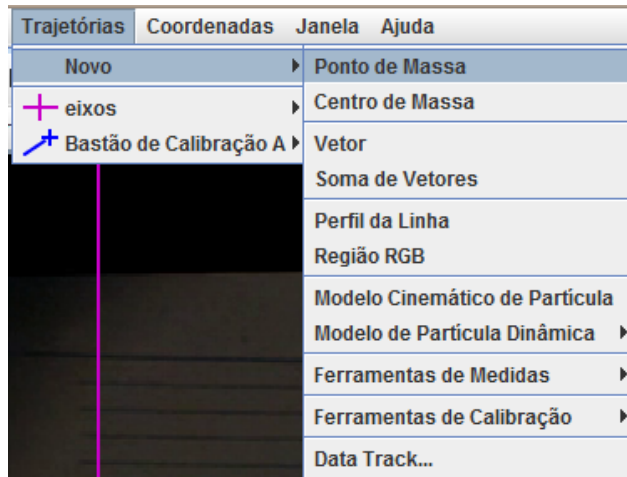 Trajetórias Coordenadas Janela Ajuda
Novo
eixos
Bastão de Calibração A
Ponto de Massa
Centro de Massa
Vetor
Soma de Vetores
Perfil da Linha
Região RGB
Modelo Cinemático de Partícula
Modelo de Partícula Dinâmica
Ferramentas de Medidas
Ferramentas de Calibração
Data Track...